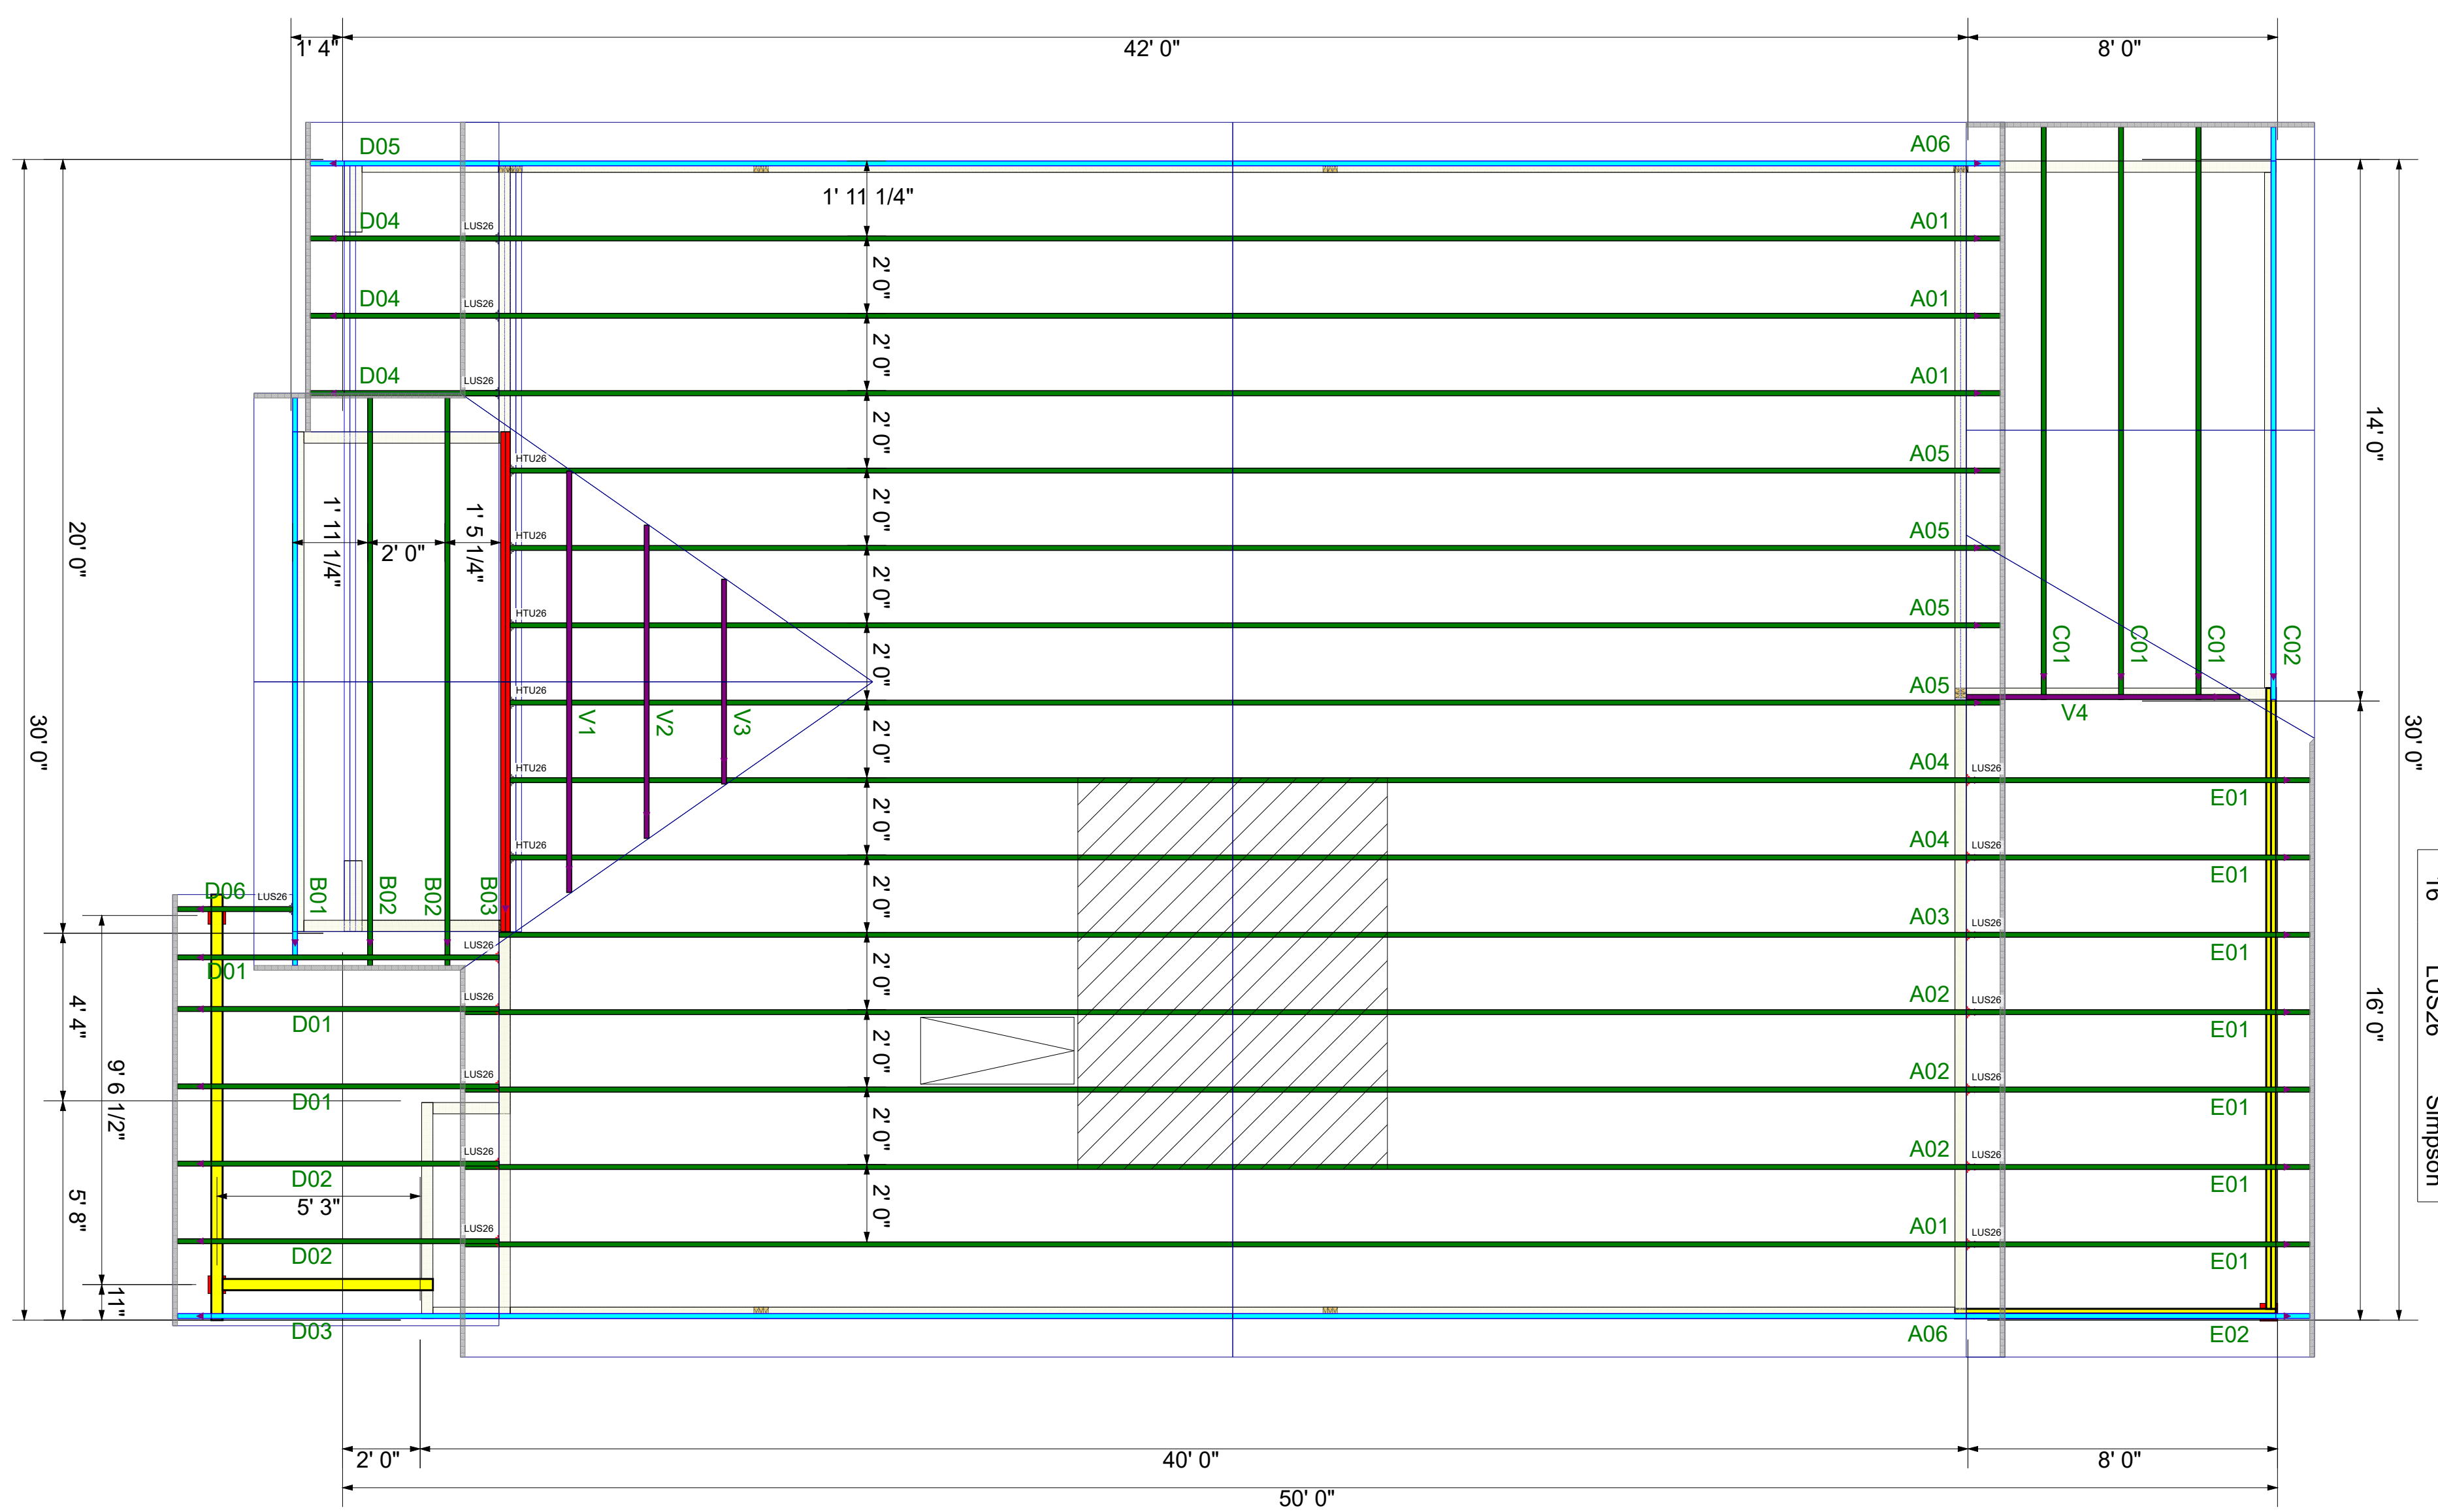 1' 4"
42' 0"
8' 0"
D05
A06
1' 11 1/4"
D04
LUS26
A01
2' 0"
D04
LUS26
A01
2' 0"
D04
LUS26
A01
2' 0"
HTU26
A05
2' 0"
HTU26
A05
2' 0"
HTU26
A05
2' 0"
HTU26
A05
2' 0"
HTU26
A04
LUS26
E01
2' 0"
HTU26
A04
LUS26
E01
2' 0"
A03
LUS26
E01
2' 0"
A02
LUS26
E01
2' 0"
A02
LUS26
E01
2' 0"
A02
LUS26
E01
2' 0"
A01
LUS26
E01
A06
E02
1' 11 1/4"
2' 0"
1' 5 1/4"
V1
V2
V3
C01
C01
C01
C02
V4
14' 0"
16' 0"
30' 0"
20' 0"
30' 0"
4' 4"
9' 6 1/2"
5' 8"
11"
D06
LUS26
B01
B02
B02
B03
LUS26
D01
LUS26
D01
LUS26
D01
LUS26
D02
5' 3"
LUS26
D02
D03
16
LUS26
Simpson
2' 0"
40' 0"
8' 0"
50' 0"